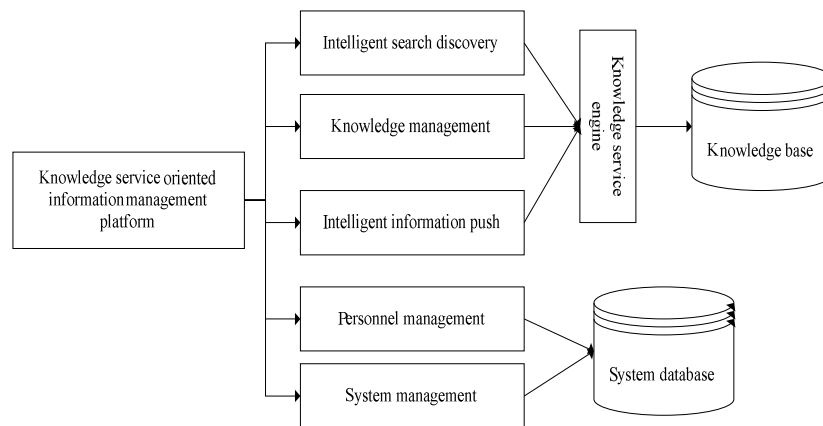 Intelligent search discovery
Knowledge management
Knowledge service oriented
information management
platform
Intelligent information push
Personnel management
System management
Knowledge service
engine
Knowledge base
System database